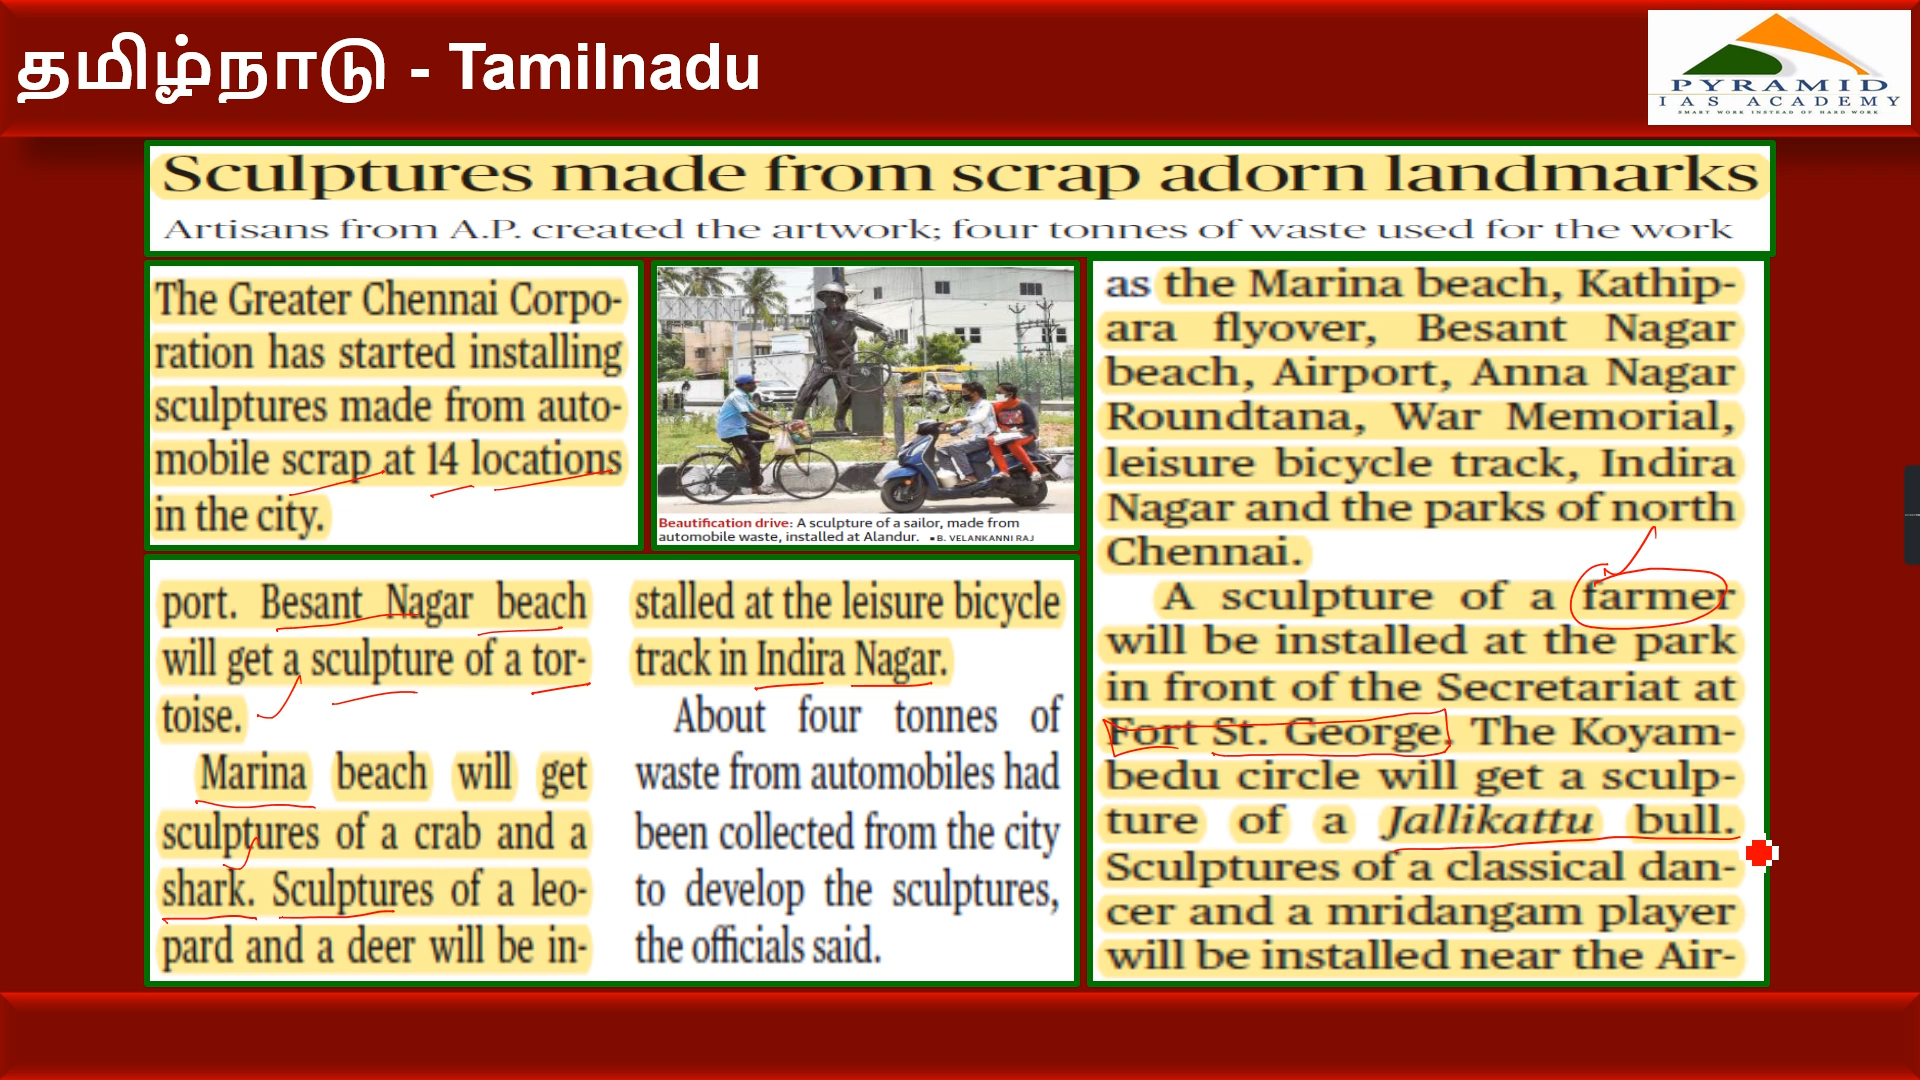 தமிழ்நாடு - Tamilnadu
PYRAMID
IAS ACADEMY
SMART WORK INSTEAD OF HARD WORK
Sculptures made from scrap adorn landmarks
Artisans from A.P. created the artwork; four tonnes of waste used for the work
The Greater Chennai Corpo-
ration has started installing
sculptures made from auto-
mobile scrap at 14 locations
in the city.
Beautification drive: A sculpture of a sailor, made from
automobile waste, installed at Alandur. ▪ B. VELANKANNI RAJ
as the Marina beach, Kathip-
ara flyover, Besant Nagar
beach, Airport, Anna Nagar
Roundtana, War Memorial,
leisure bicycle track, Indira
Nagar and the parks of north
Chennai.
A sculpture of a farmer
will be installed at the park
in front of the Secretariat at
Fort St. George. The Koyam-
bedu circle will get a sculp-
ture of a Jallikattu bull.
Sculptures of a classical dan-
cer and a mridangam player
will be installed near the Air-
port. Besant Nagar beach
will get a sculpture of a tor-
toise.
Marina beach will get
sculptures of a crab and a
shark. Sculptures of a leo-
pard and a deer will be in-
stalled at the leisure bicycle
track in Indira Nagar.
About four tonnes of
waste from automobiles had
been collected from the city
to develop the sculptures,
the officials said.